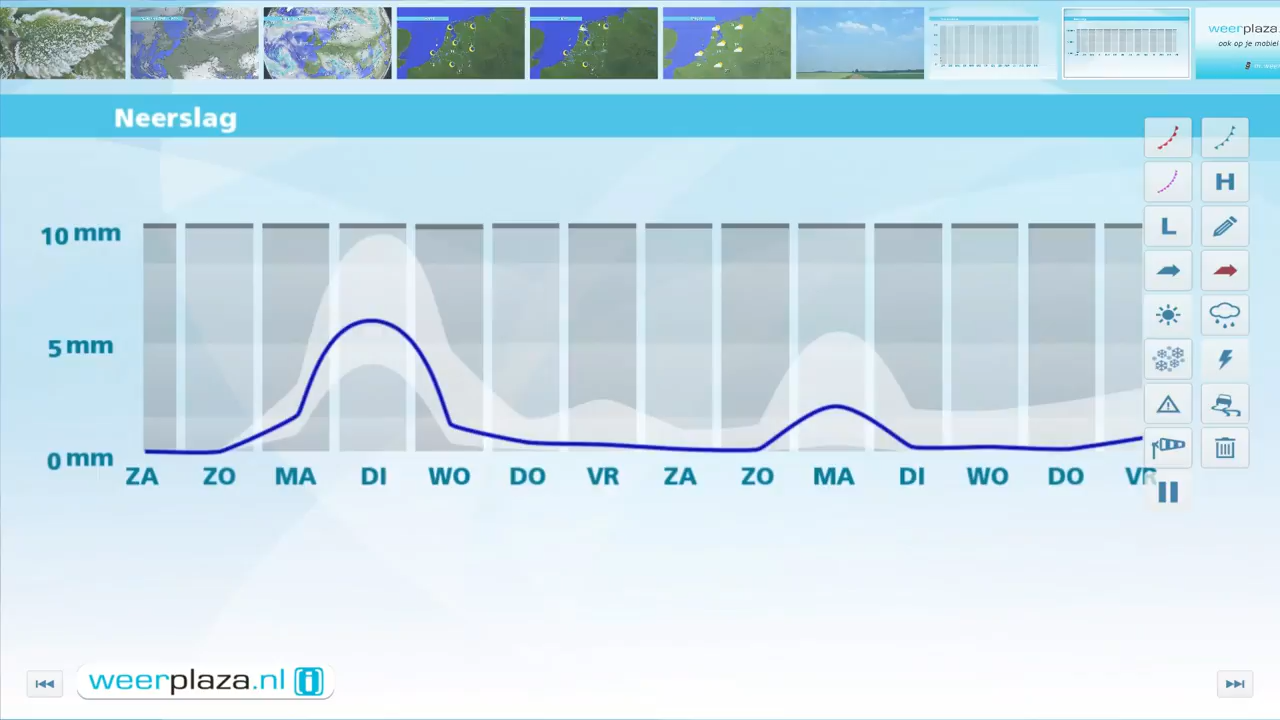 weerplaza.
ook op je mobie
Neerslag
10 mm
5 mm
0 mm
ZA ZO MA DI WO DO VR ZA ZO MA DI WO DO VR
H
L
weerplaza.nl [i]